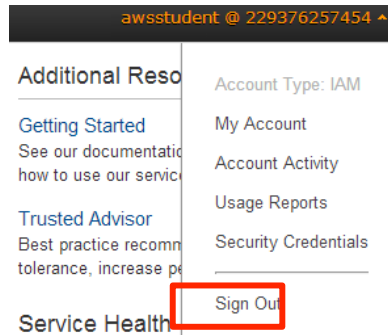 awsstudent @ 229376257454
Additional Reso
Account Type: IAM
Getting Started
My Account
See our documentatio
how to use our service
Account Activity
Usage Reports
Trusted Advisor
Best practice recomm
Security Credentials
tolerance, increase pe
Sign Out
Service Health